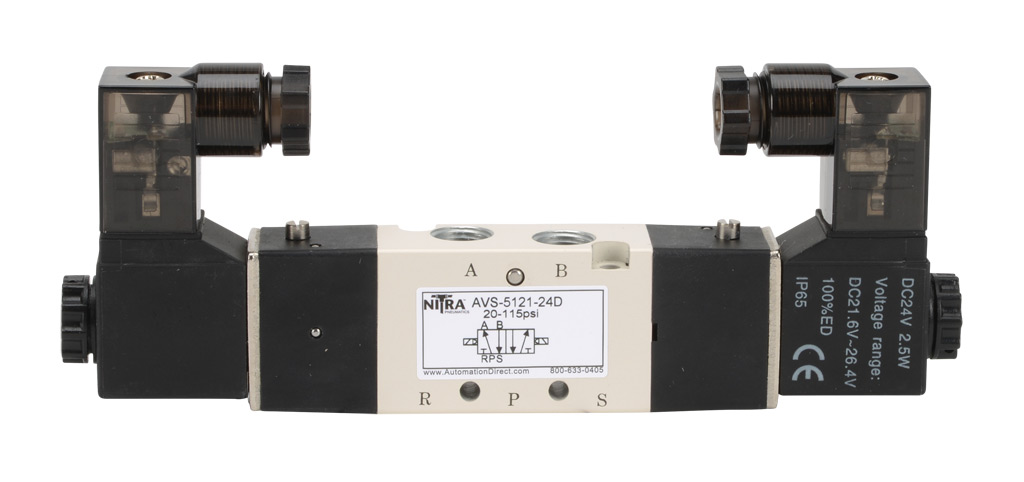 A B
NITRA AVS-5121-24D
PNEUMATICS 20-115psi
A B
RPS
www.AutomationDirect.com 800-633-0405
R P S
DC24V 2.5W
Voltage range:
DC21.6V~26.4V
100%ED
IP65
CE